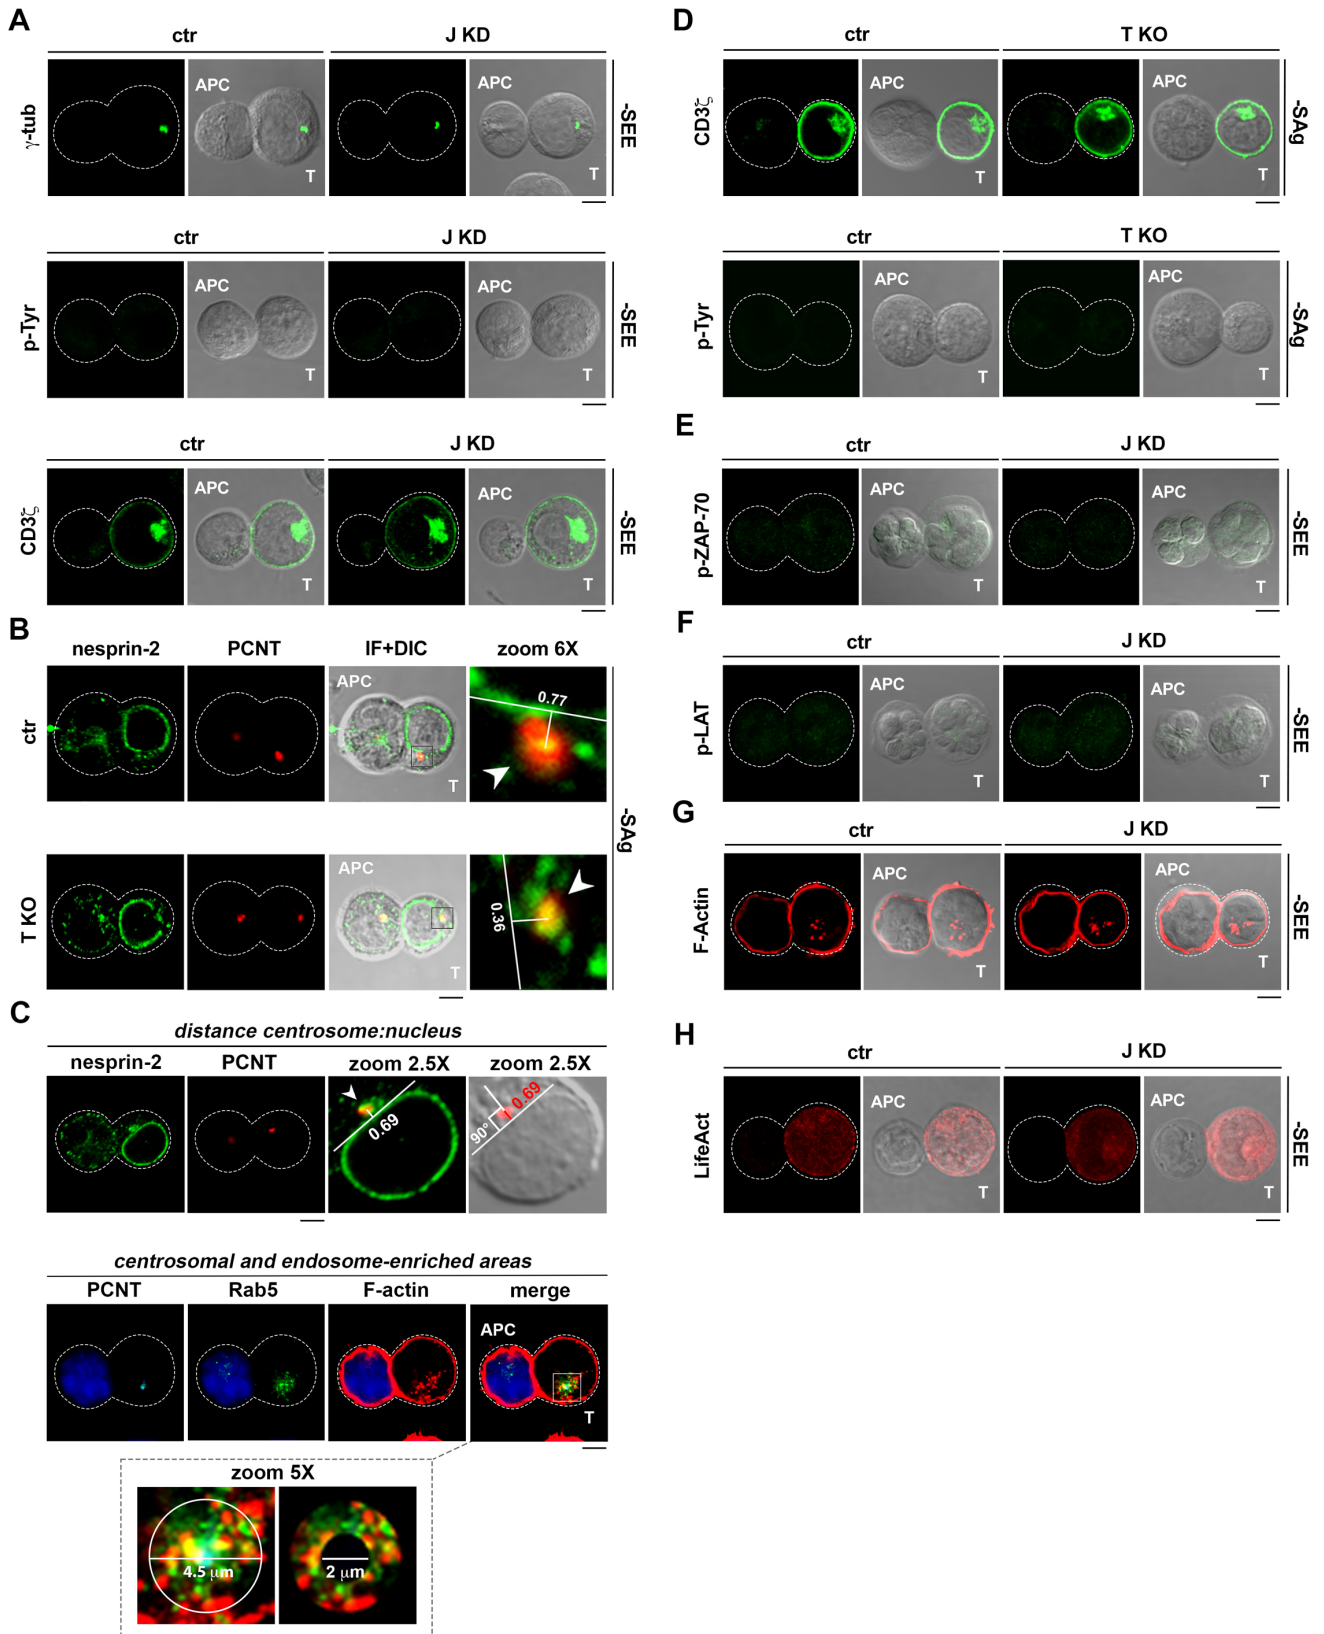 A
ctr
J KD
γ-tub
APC
T
APC
T
-SEE
ctr
J KD
p-Tyr
APC
T
APC
T
-SEE
ctr
J KD
CD3ζ
APC
T
APC
T
-SEE
B
nesprin-2
PCNT
IF+DIC
zoom 6X
ctr
APC
T
0.77
T KO
APC
T
0.36
-SAg
C
distance centrosome:nucleus
nesprin-2
PCNT
zoom 2.5X
zoom 2.5X
0.69
90°
0.69
centrosomal and endosome-enriched areas
PCNT
Rab5
F-actin
merge
APC
T
zoom 5X
4.5 μm
2 μm
D
ctr
T KO
CD3ζ
APC
T
APC
T
-SAg
ctr
T KO
p-Tyr
APC
T
APC
T
-SAg
E
ctr
J KD
p-ZAP-70
APC
T
APC
T
-SEE
F
ctr
J KD
p-LAT
APC
T
APC
T
-SEE
G
ctr
J KD
F-Actin
APC
T
APC
T
-SEE
H
ctr
J KD
LifeAct
APC
T
APC
T
-SEE